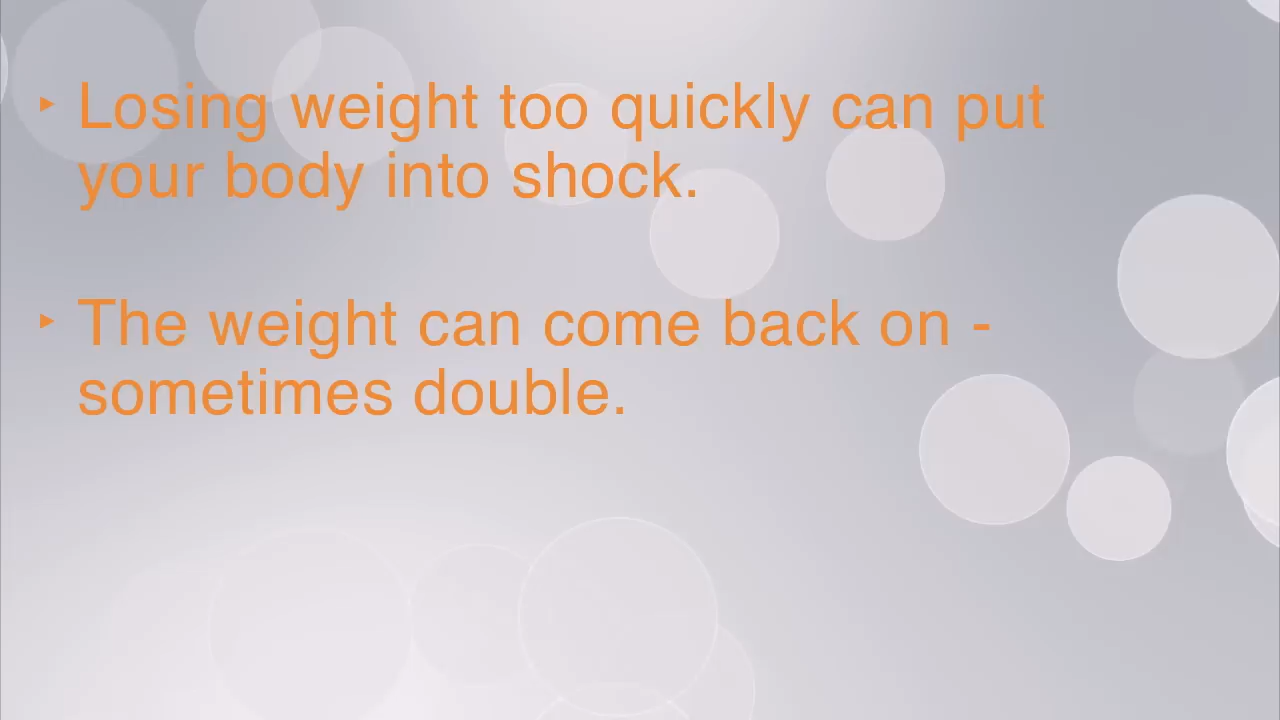 ‣ Losing weight too quickly can put
your body into shock.
‣ The weight can come back on -
sometimes double.